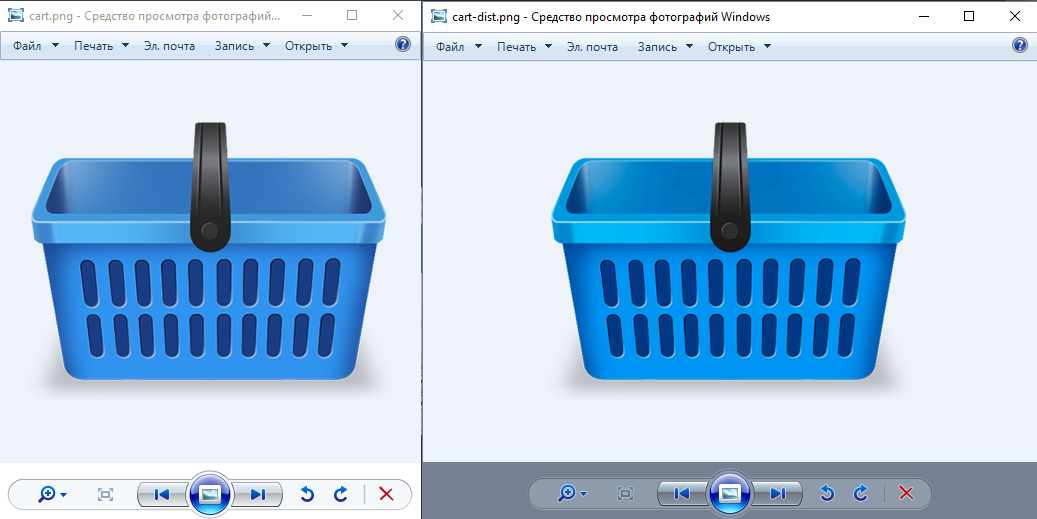 cart.png - Средство просмотра фотографий...
Файл Печать Эл. почта Запись Открыть
cart-dist.png - Средство просмотра фотографий Windows
Файл Печать Эл. почта Запись Открыть